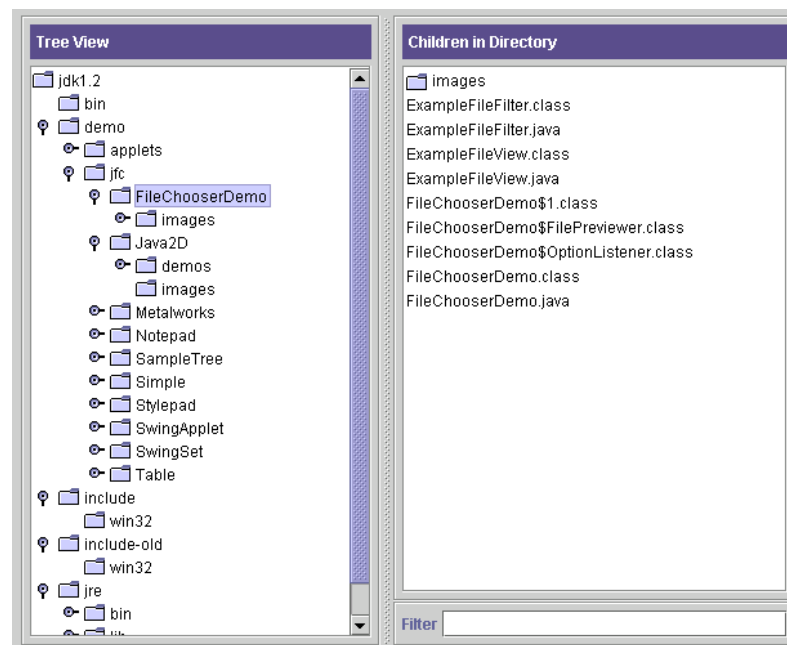 Tree View
jdk1.2
bin
demo
applets
jfc
FileChooserDemo
images
Java2D
demos
images
Metalworks
Notepad
SampleTree
Simple
Stylepad
SwingApplet
SwingSet
Table
include
win32
include-old
win32
jre
bin
Children in Directory
images
ExampleFileFilter.class
ExampleFileFilter.java
ExampleFileView.class
ExampleFileView.java
FileChooserDemo$1.class
FileChooserDemo$FilePreviewer.class
FileChooserDemo$OptionListener.class
FileChooserDemo.class
FileChooserDemo.java
Filter